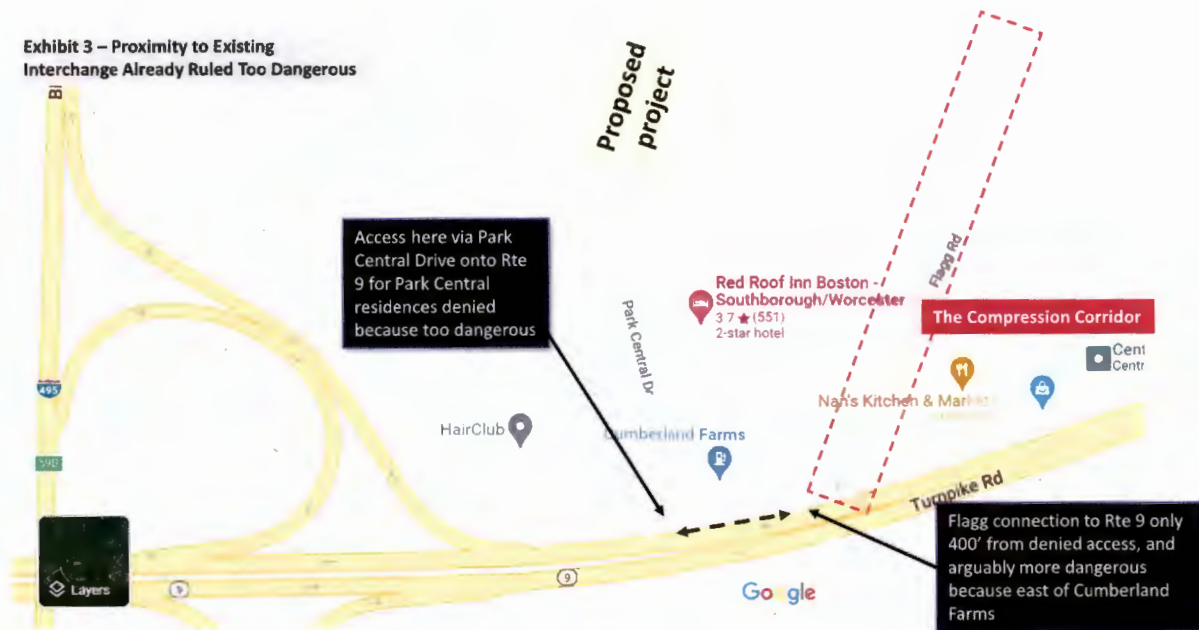 Exhibit 3 – Proximity to Existing
Interchange Already Ruled Too Dangerous
Proposed
project
Access here via Park
Central Drive onto Rte
9 for Park Central
residences denied
because too dangerous
Park Central Dr
Red Roof Inn Boston -
Southborough/Worcester
3.7 ★ (551)
2-star hotel
Flagg Rd
The Compression Corridor
Cent
Centr
Nan's Kitchen & Market
HairClub
Cumberland Farms
495
Turnpike Rd
Flagg connection to Rte 9 only
400' from denied access, and
arguably more dangerous
because east of Cumberland
Farms
Layers
9
9
Google